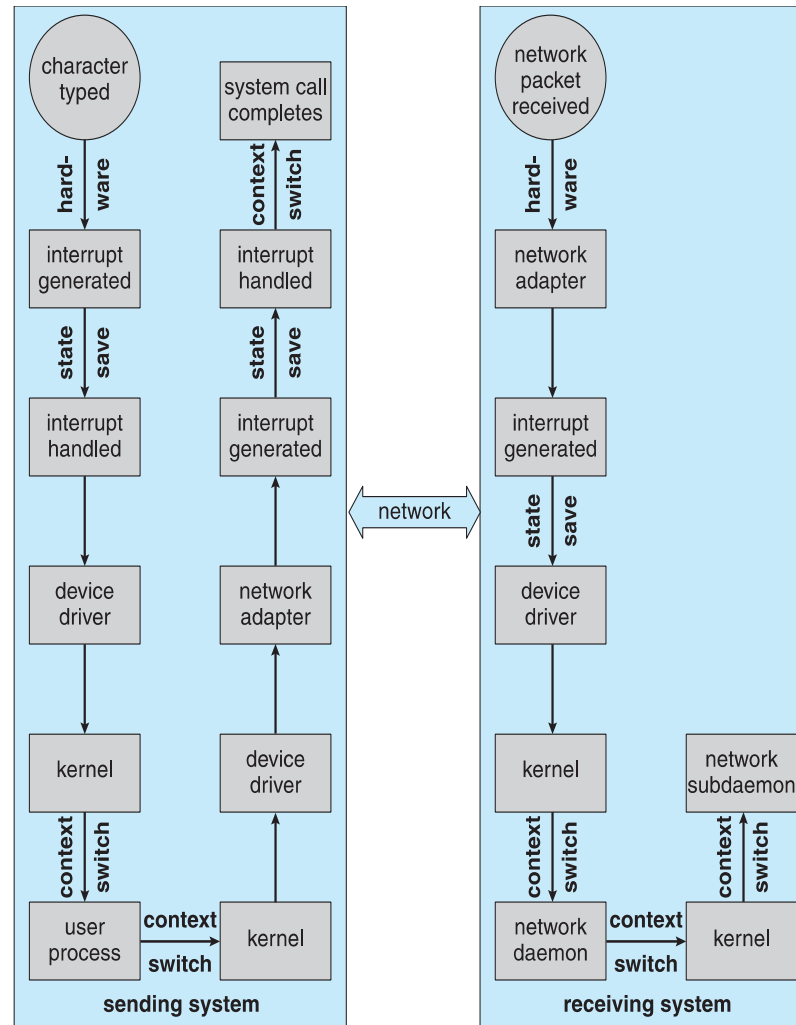 character
typed
hard-
ware
interrupt
generated
state
save
interrupt
handled
device
driver
kernel
context
switch
user
process
context
switch
kernel
device
driver
network
adapter
interrupt
generated
state
save
interrupt
handled
context
switch
system call
completes
sending system
network
network
packet
received
hard-
ware
network
adapter
interrupt
generated
state
save
device
driver
kernel
context
switch
network
daemon
context
switch
kernel
context
switch
network
subdaemon
receiving system